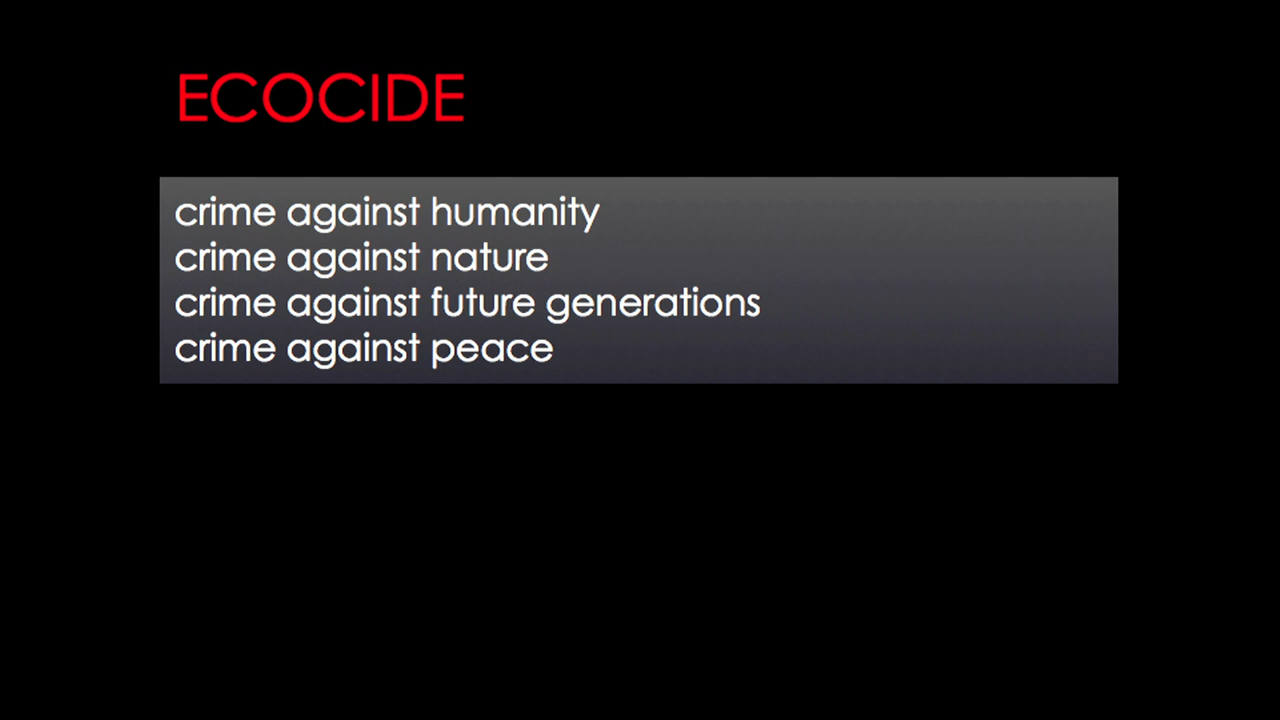 ECOCIDE
crime against humanity
crime against nature
crime against future generations
crime against peace